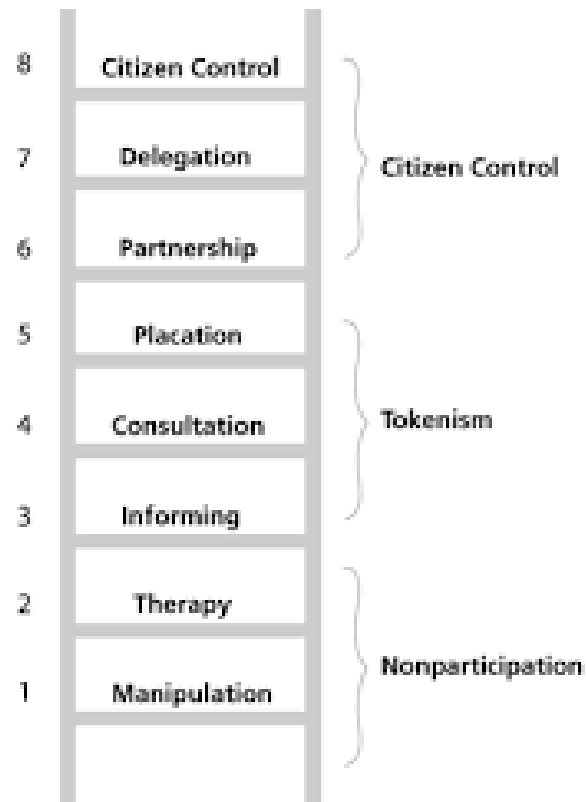 8 Citizen Control
7 Delegation
Citizen Control
6 Partnership
5 Placation
4 Consultation
Tokenism
3 Informing
2 Therapy
Nonparticipation
1 Manipulation